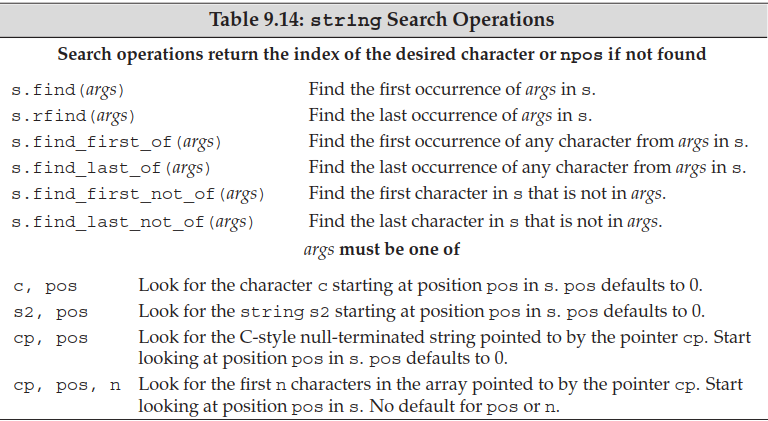 Table 9.14: string Search Operations
Search operations return the index of the desired character or npos if not found
s.find(args) Find the first occurrence of args in s.
s.rfind(args) Find the last occurrence of args in s.
s.find_first_of(args) Find the first occurrence of any character from args in s.
s.find_last_of(args) Find the last occurrence of any character from args in s.
s.find_first_not_of(args) Find the first character in s that is not in args.
s.find_last_not_of(args) Find the last character in s that is not in args.
args must be one of
c, pos Look for the character c starting at position pos in s. pos defaults to 0.
s2, pos Look for the string s2 starting at position pos in s. pos defaults to 0.
cp, pos Look for the C-style null-terminated string pointed to by the pointer cp. Start
looking at position pos in s. pos defaults to 0.
cp, pos, n Look for the first n characters in the array pointed to by the pointer cp. Start
looking at position pos in s. No default for pos or n.